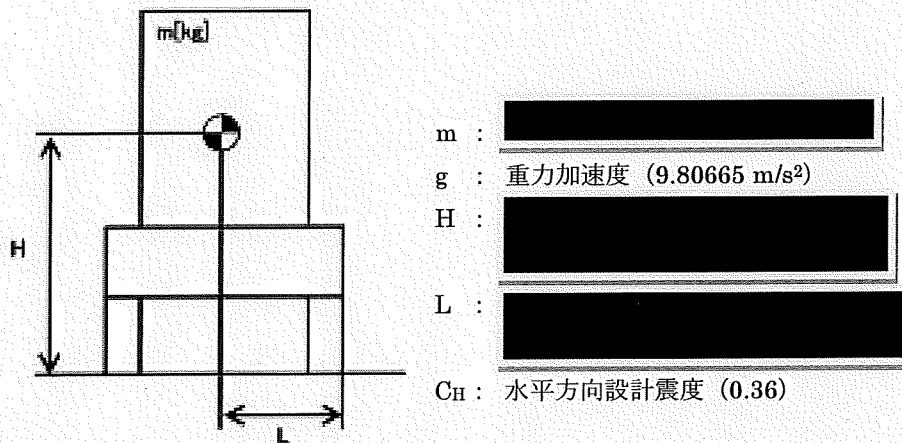 m[kg]
H
L
m :
g : 重力加速度（9.80665 m/s²）
H :
L :
CH : 水平方向設計震度（0.36）